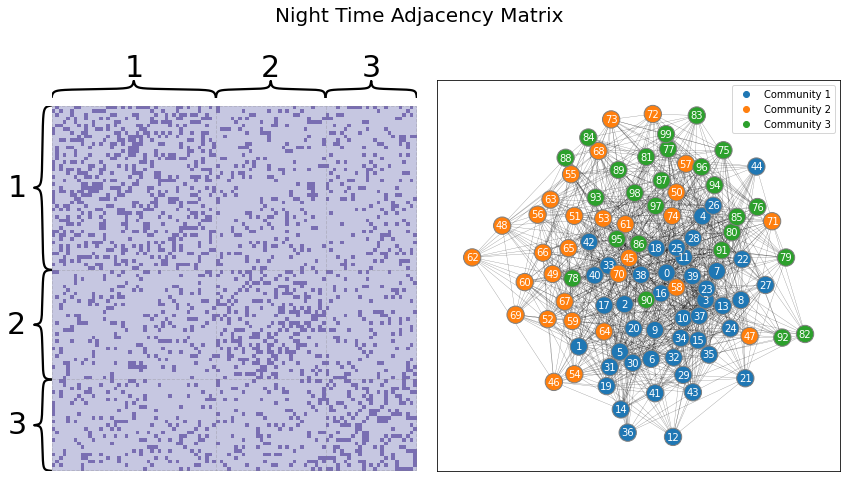 Night Time Adjacency Matrix
1 2 3
1
2
3
Community 1
Community 2
Community 3
73 72 83
84 99
68 81 77 75
88 57
55 89 87 96 44
63 93 98 50 94
56 51 53 97 4 26 76
48 61 74 85 71
42 95 86 18 25 28 80
62 66 65 45 11 91 22 79
33
60 49 78 40 70 38 0 39 7
67 17 2 90 16 58 23 27
69 52 59 10 3 13 8
64 20 9 37 24
1 34 15 47 92 82
5 30 6 32 35
46 54 31 29 21
19 41 43
14
36 12